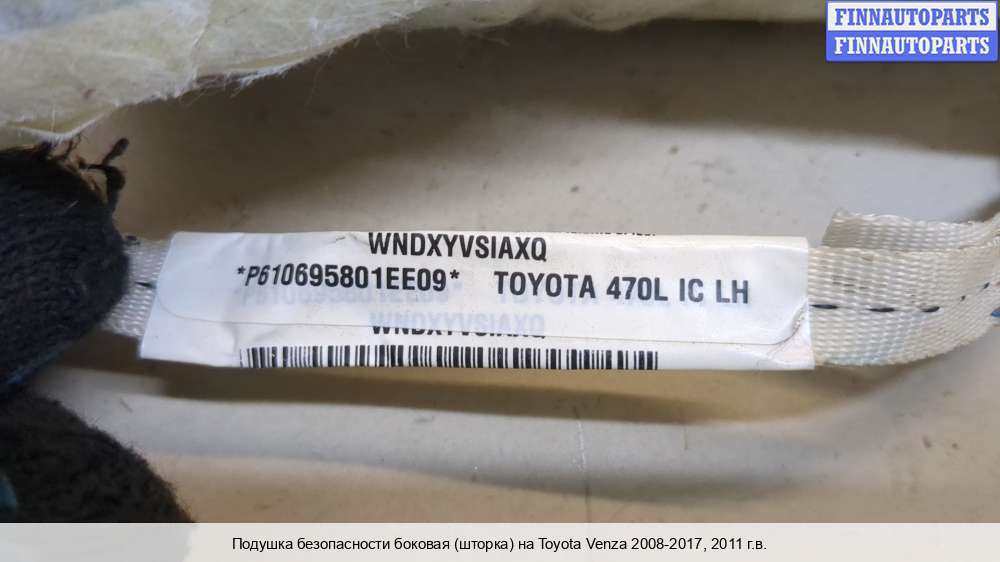 FINNAUTOPARTS
FINNAUTOPARTS
WNDXYVSIAXQ
*P610695801EE09* TOYOTA 470L IC LH
WNDXYVSIAXQ
Подушка безопасности боковая (шторка) на Toyota Venza 2008-2017, 2011 г.в.